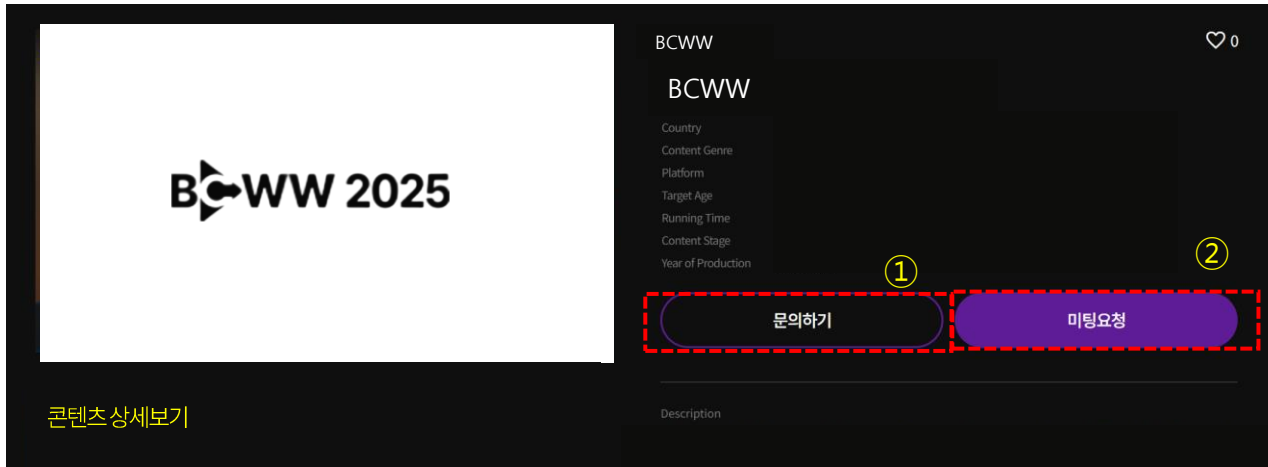 BCWW 2025
콘텐츠 상세보기
BCWW
0
BCWW
Country
Content Genre
Platform
Target Age
Running Time
Content Stage
Year of Production
①
②
문의하기
미팅요청
Description